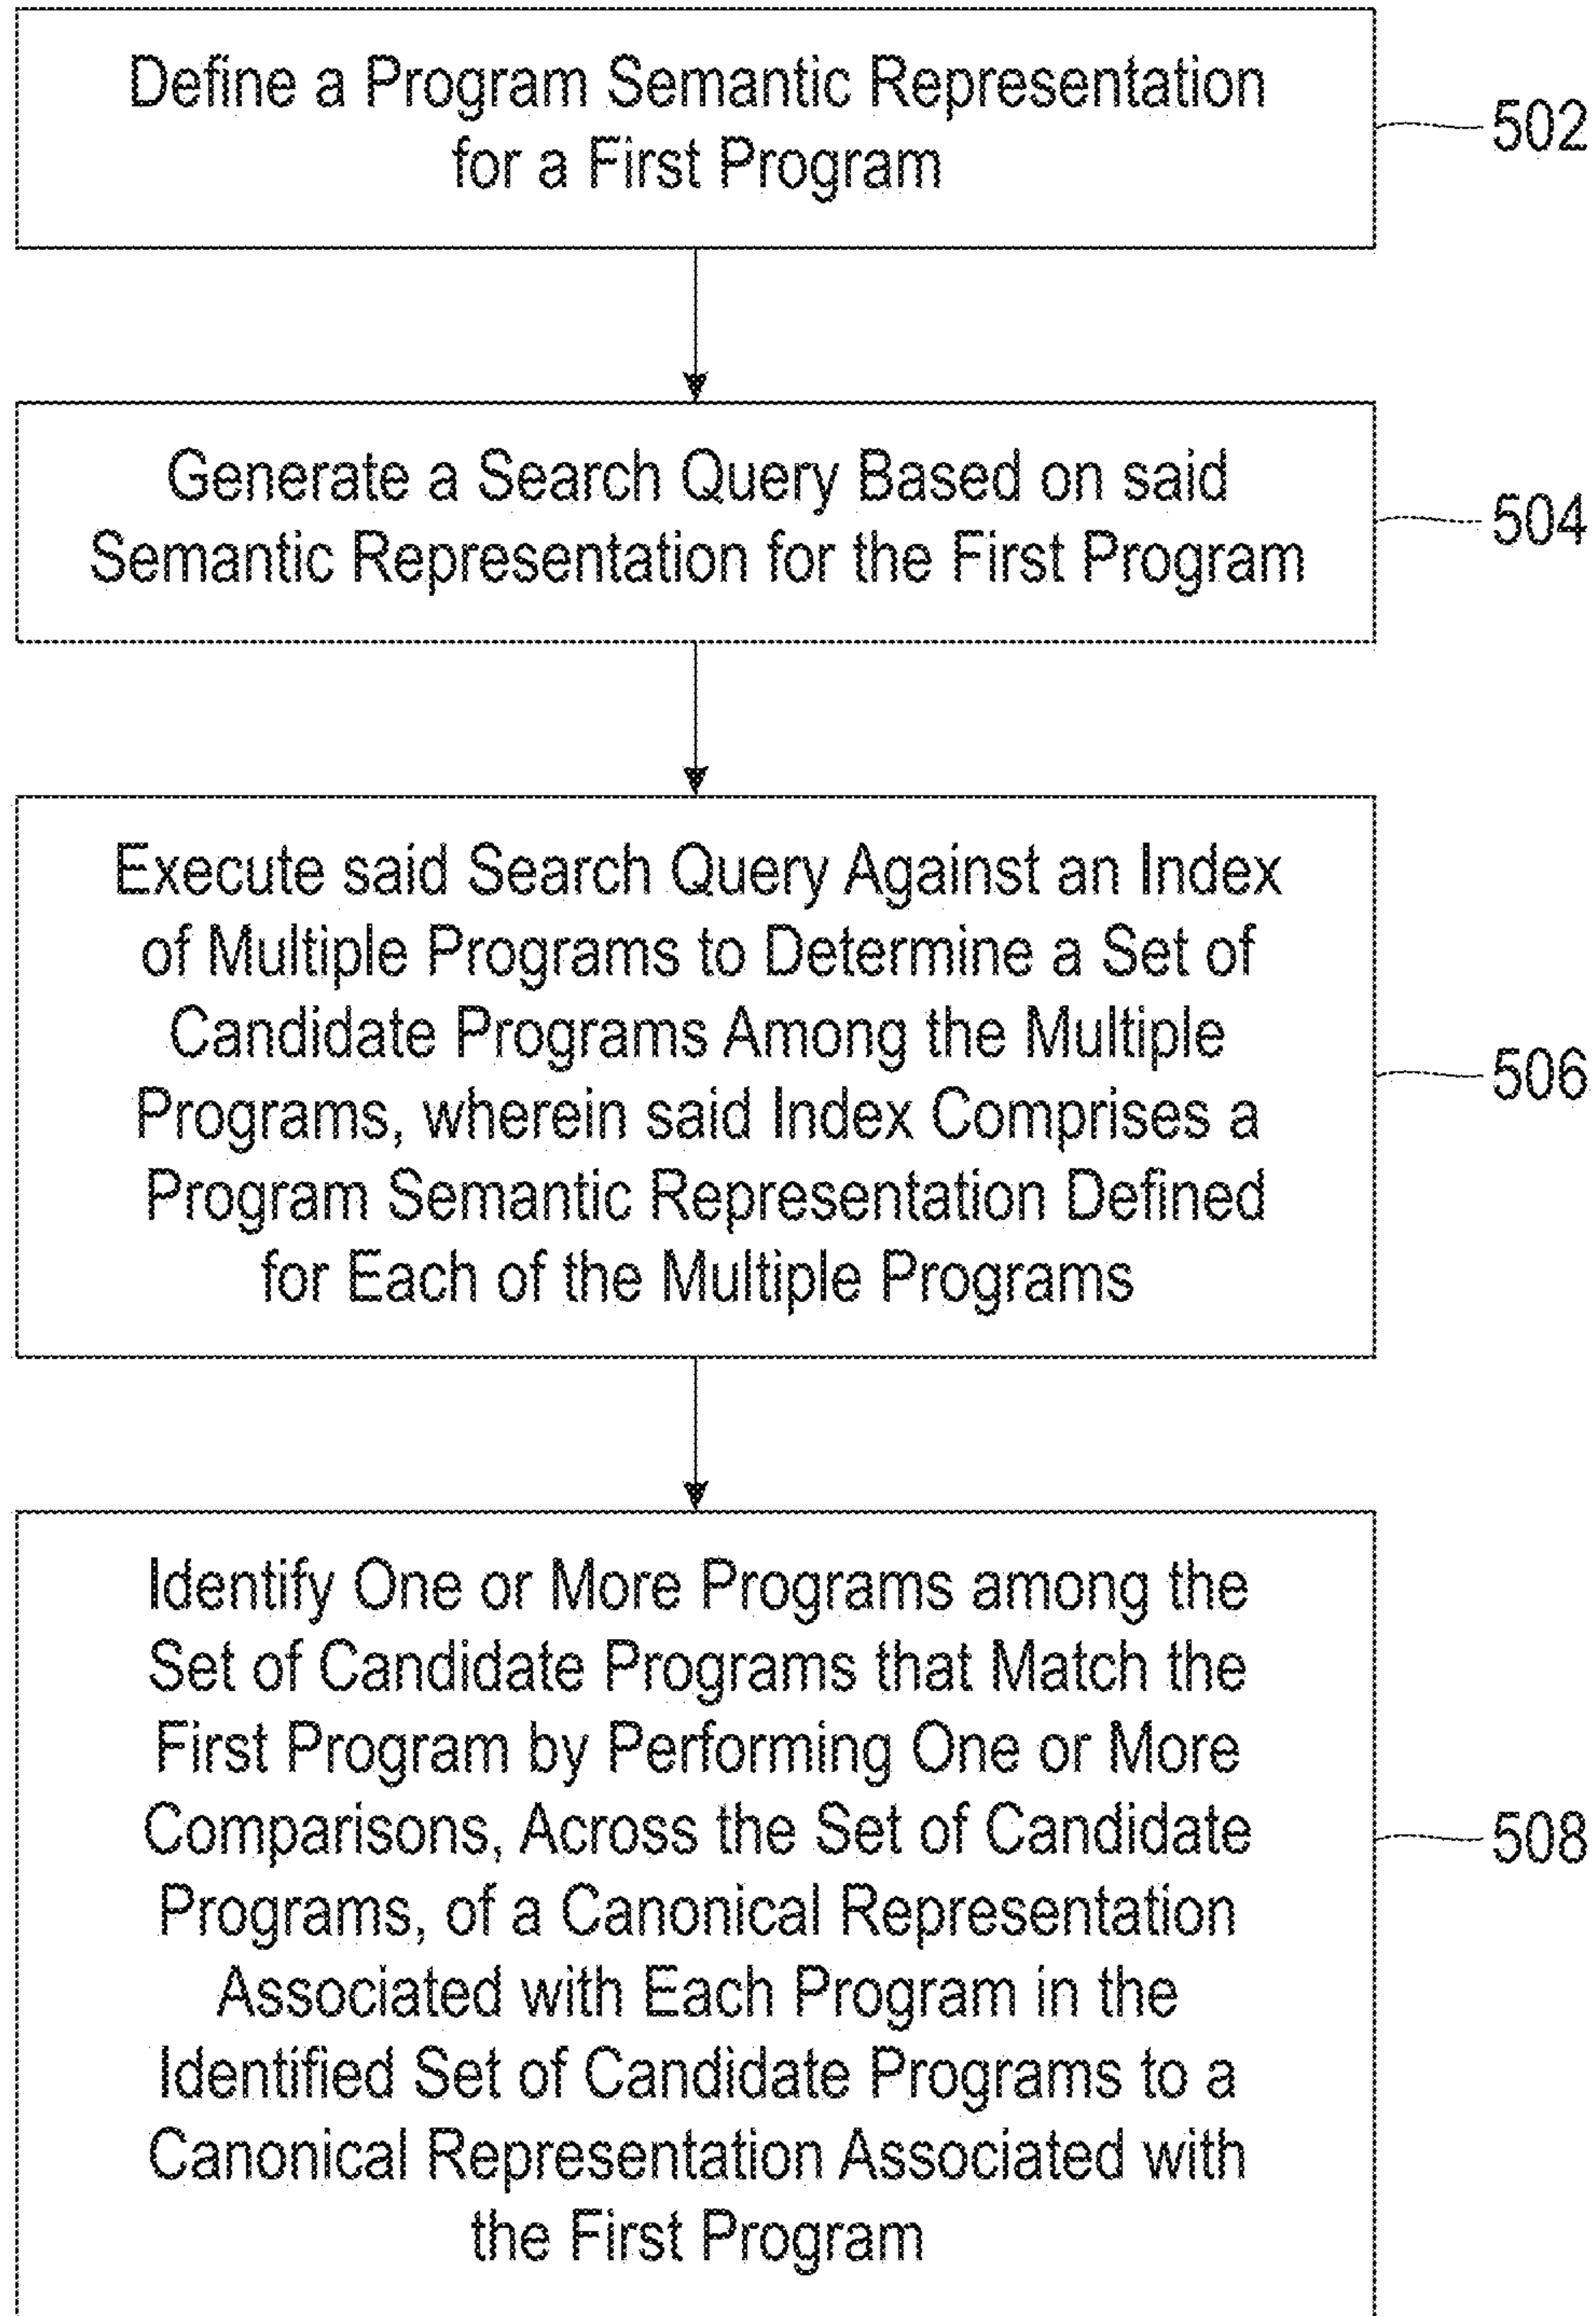 Define a Program Semantic Representation
for a First Program
502
Generate a Search Query Based on said
Semantic Representation for the First Program
504
Execute said Search Query Against an Index
of Multiple Programs to Determine a Set of
Candidate Programs Among the Multiple
Programs, wherein said Index Comprises a
Program Semantic Representation Defined
for Each of the Multiple Programs
506
Identify One or More Programs among the
Set of Candidate Programs that Match the
First Program by Performing One or More
Comparisons, Across the Set of Candidate
Programs, of a Canonical Representation
Associated with Each Program in the
Identified Set of Candidate Programs to a
Canonical Representation Associated with
the First Program
508